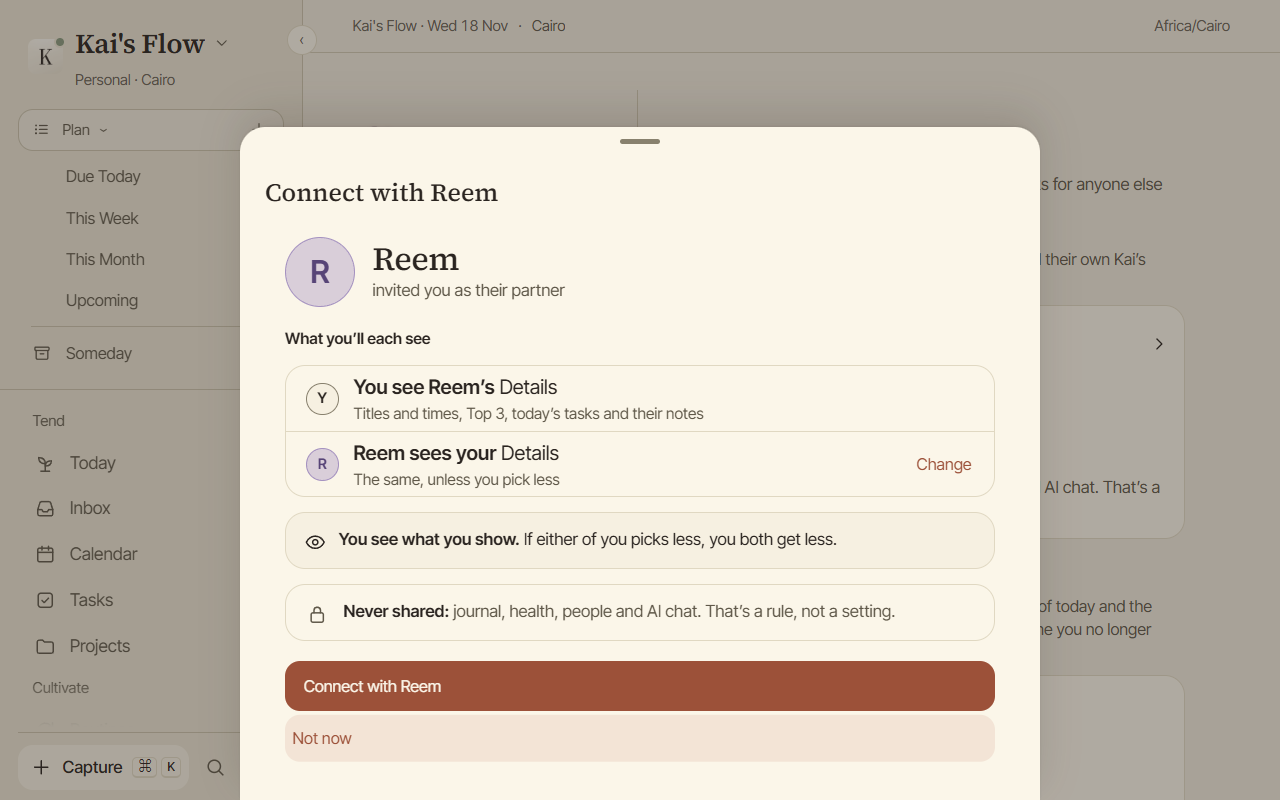 Kai's Flow
K
Personal · Cairo
Plan
Due Today
This Week
This Month
Upcoming
Someday
Tend
Today
Inbox
Calendar
Tasks
Projects
Cultivate
Capture ⌘ K
Kai's Flow · Wed 18 Nov · Cairo
Africa/Cairo
for anyone else
their own Kai’s
AI chat. That’s a
of today and the
you no longer
Connect with Reem
R
Reem
invited you as their partner
What you’ll each see
Y
You see Reem’s Details
Titles and times, Top 3, today’s tasks and their notes
R
Reem sees your Details
The same, unless you pick less
Change
You see what you show. If either of you picks less, you both get less.
Never shared: journal, health, people and AI chat. That’s a rule, not a setting.
Connect with Reem
Not now